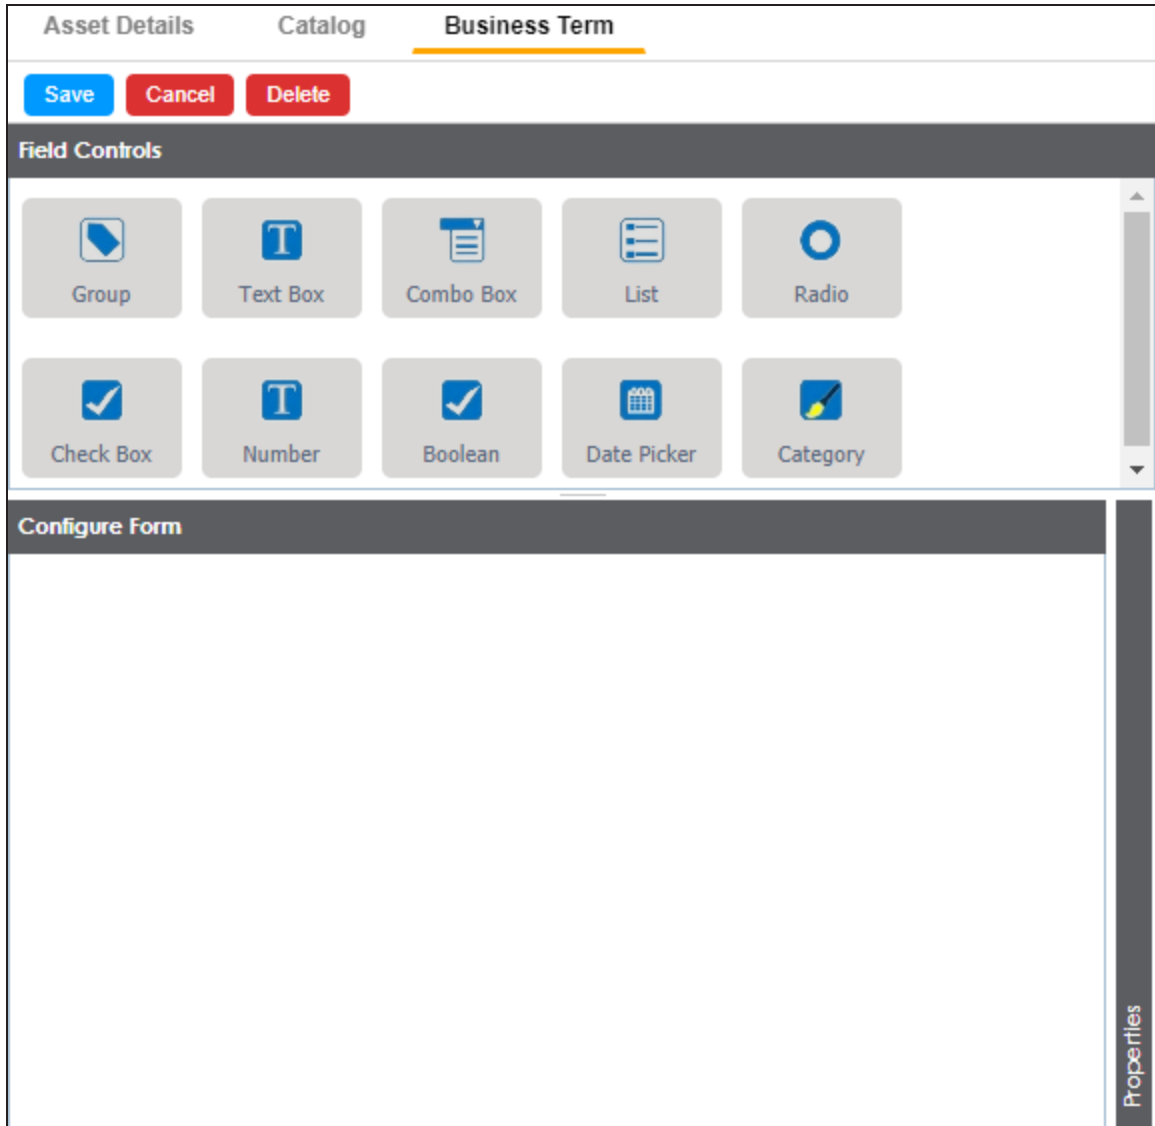 Asset Details Catalog Business Term
Save Cancel Delete
Field Controls
Group Text Box Combo Box List Radio
Check Box Number Boolean Date Picker Category
Configure Form
Properties